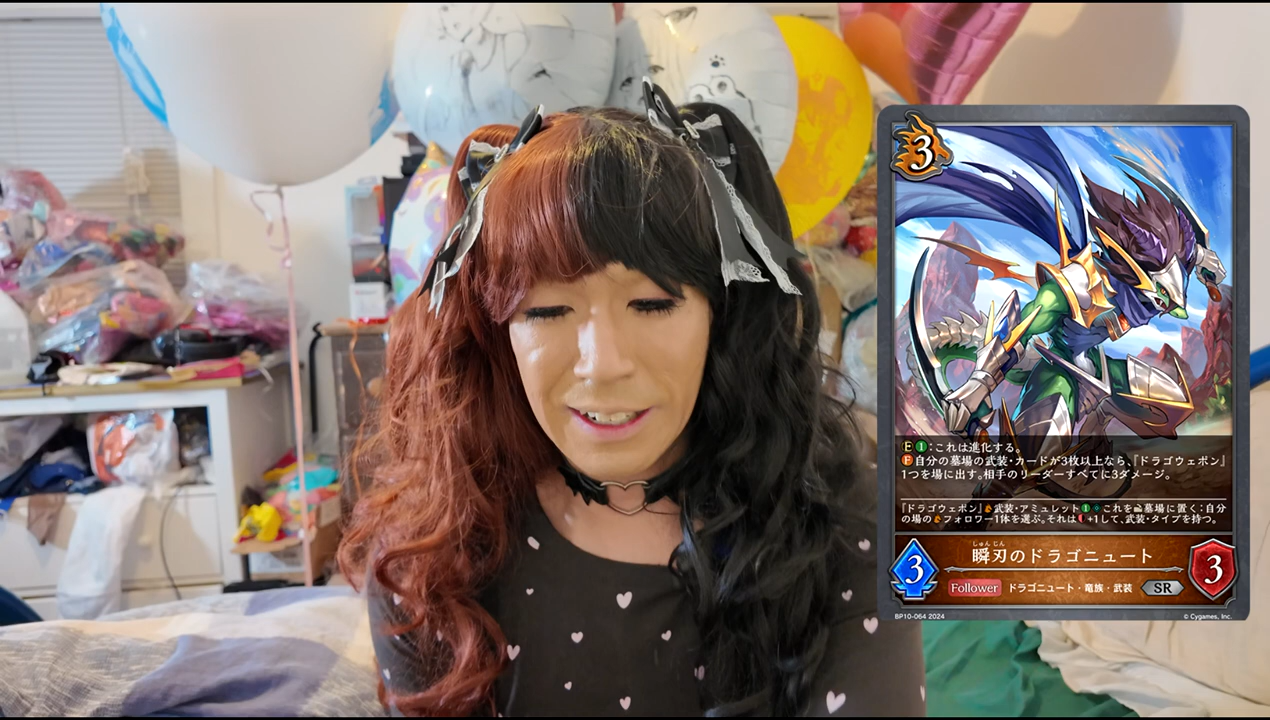 3
E 1：これは進化する。
F 自分の墓場の武装・カードが3枚以上なら、『ドラゴウェポン』
1つを場に出す。相手のリーダーすべてに3ダメージ。
『ドラゴウェポン』武装・アミュレット 1 これを墓場に置く：自分
の場のフォロワー1体を選ぶ。それは+1して、武装・タイプを持つ。
しゅんじん
瞬刃のドラゴニュート
3 Follower ドラゴニュート・竜族・武装 SR 3
BP10-064 2024 © Cygames, Inc.